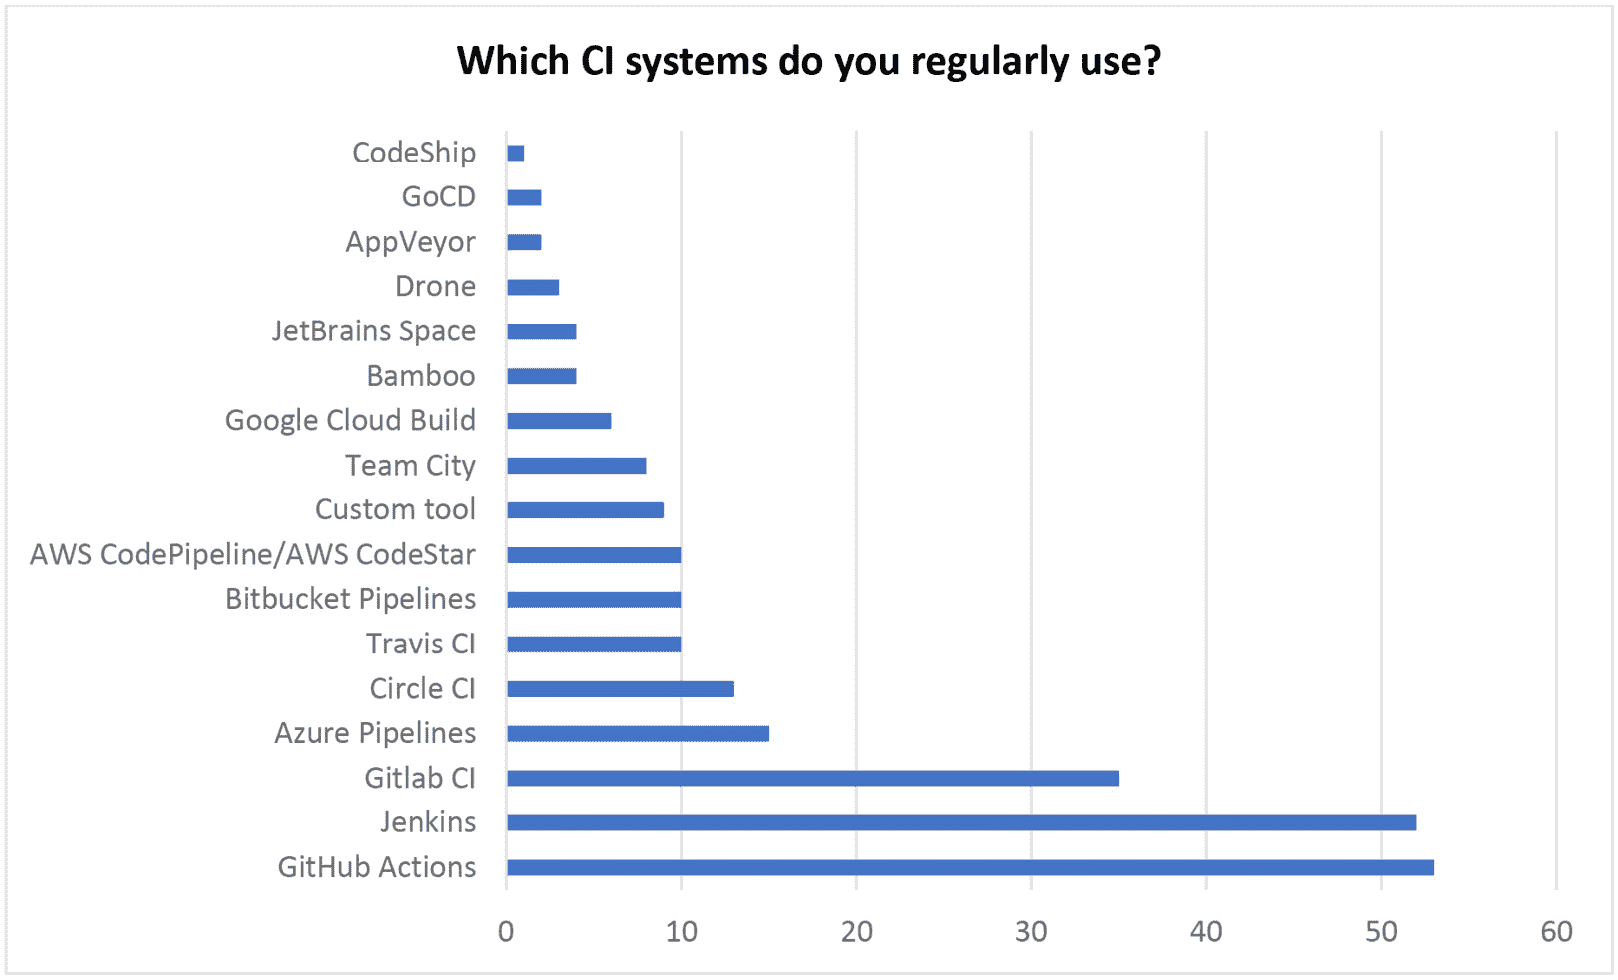 Which CI systems do you regularly use?
CodeShip
GoCD
AppVeyor
Drone
JetBrains Space
Bamboo
Google Cloud Build
Team City
Custom tool
AWS CodePipeline/AWS CodeStar
Bitbucket Pipelines
Travis CI
Circle CI
Azure Pipelines
Gitlab CI
Jenkins
GitHub Actions
0 10 20 30 40 50 60